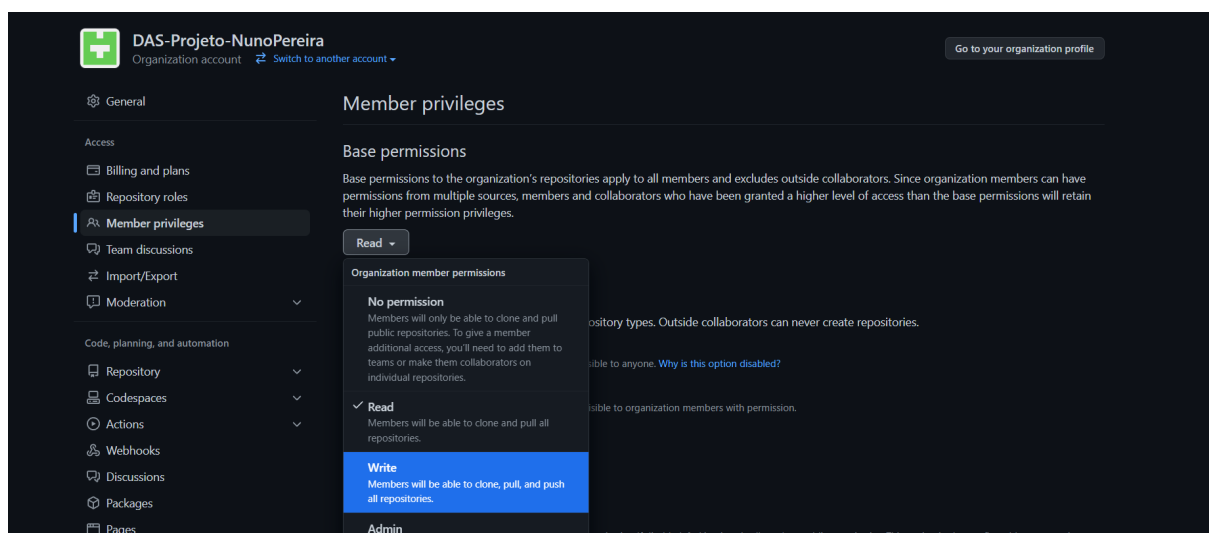 DAS-Projeto-NunoPereira
Organization account Switch to another account
Go to your organization profile
General
Access
Billing and plans
Repository roles
Member privileges
Team discussions
Import/Export
Moderation
Code, planning, and automation
Repository
Codespaces
Actions
Webhooks
Discussions
Packages
Pages
Member privileges
Base permissions
Base permissions to the organization's repositories apply to all members and excludes outside collaborators. Since organization members can have
permissions from multiple sources, members and collaborators who have been granted a higher level of access than the base permissions will retain
their higher permission privileges.
Read
Organization member permissions
No permission
Members will only be able to clone and pull
public repositories. To give a member
additional access, you'll need to add them to
teams or make them collaborators on
individual repositories.
Read
Members will be able to clone and pull all
repositories.
Write
Members will be able to clone, pull, and push
all repositories.
Admin
ository types. Outside collaborators can never create repositories.
ible to anyone. Why is this option disabled?
isible to organization members with permission.